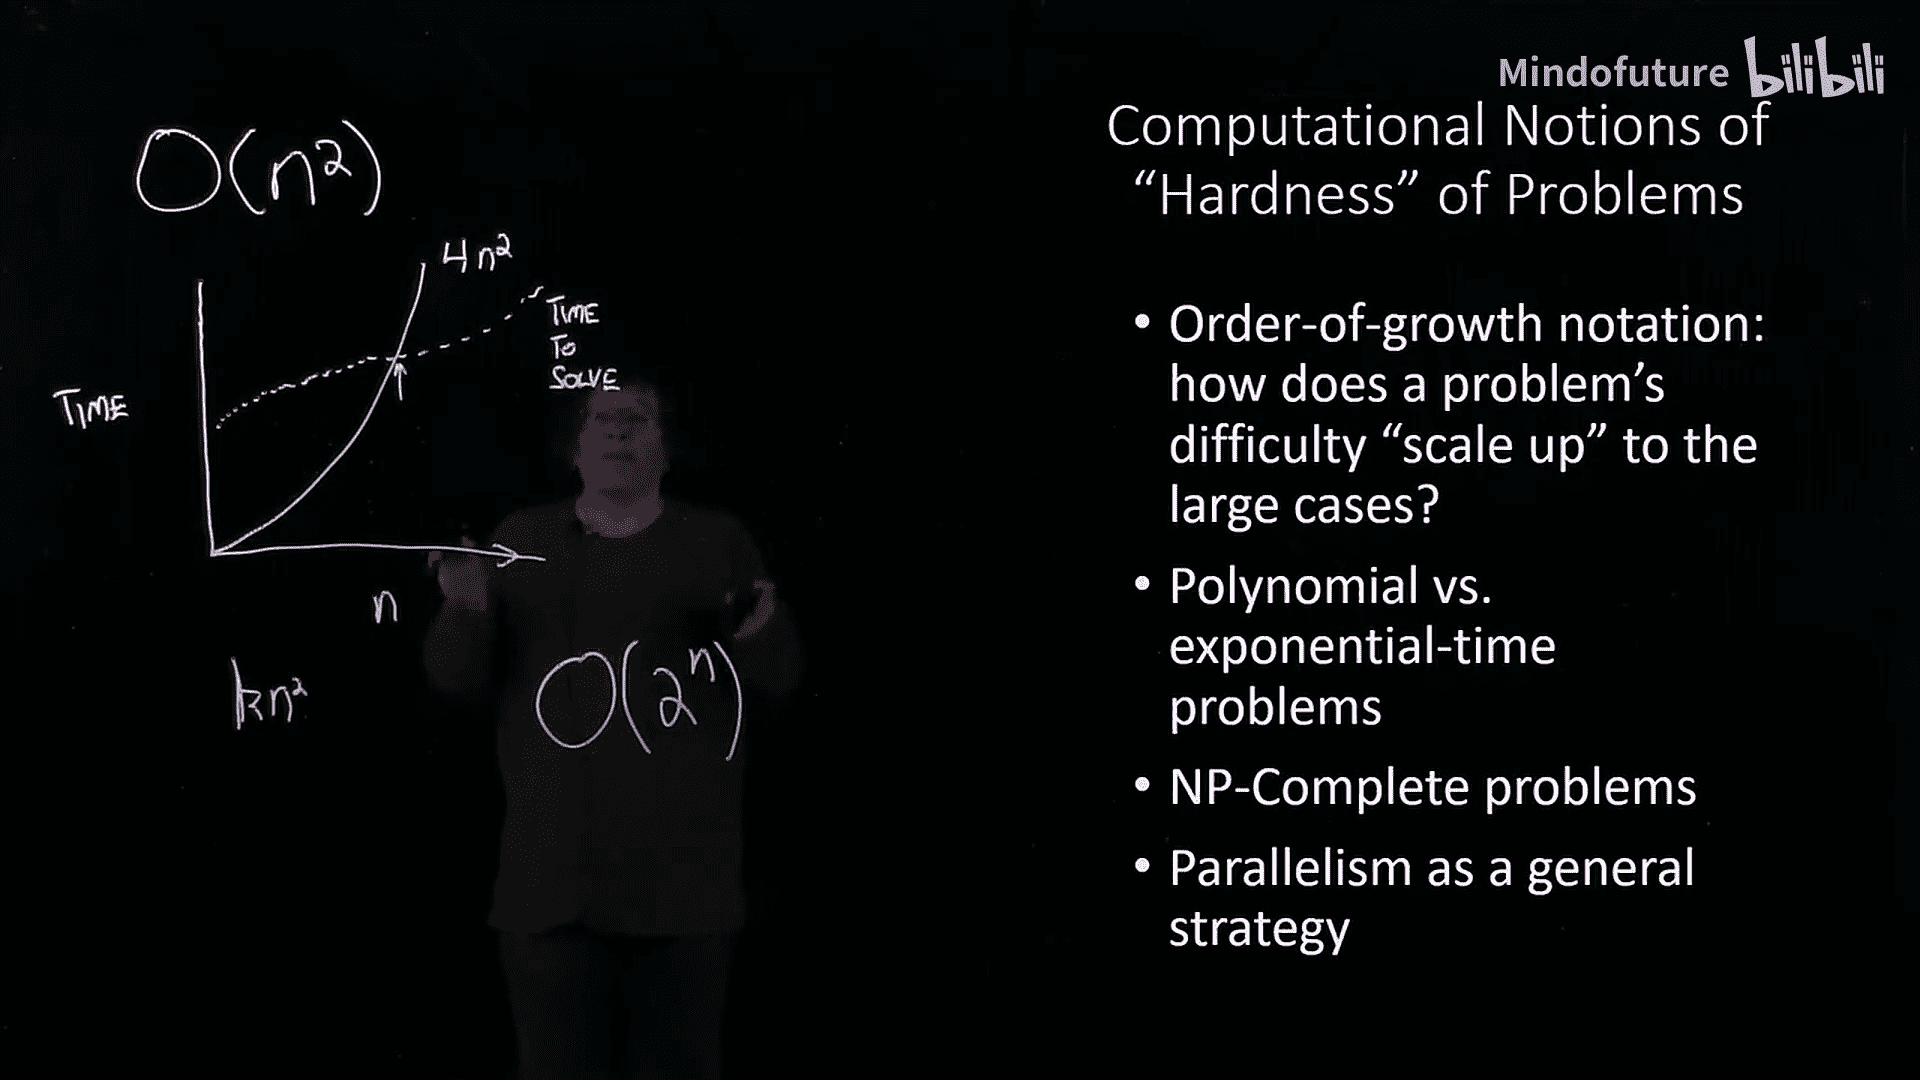 Mindofuture bilibili
O(n²)
4n²
TIME
TO
SOLVE
TIME
n
kn²
O(2ⁿ)
Computational Notions of
“Hardness” of Problems
• Order-of-growth notation:
how does a problem’s
difficulty “scale up” to the
large cases?
• Polynomial vs.
exponential-time
problems
• NP-Complete problems
• Parallelism as a general
strategy